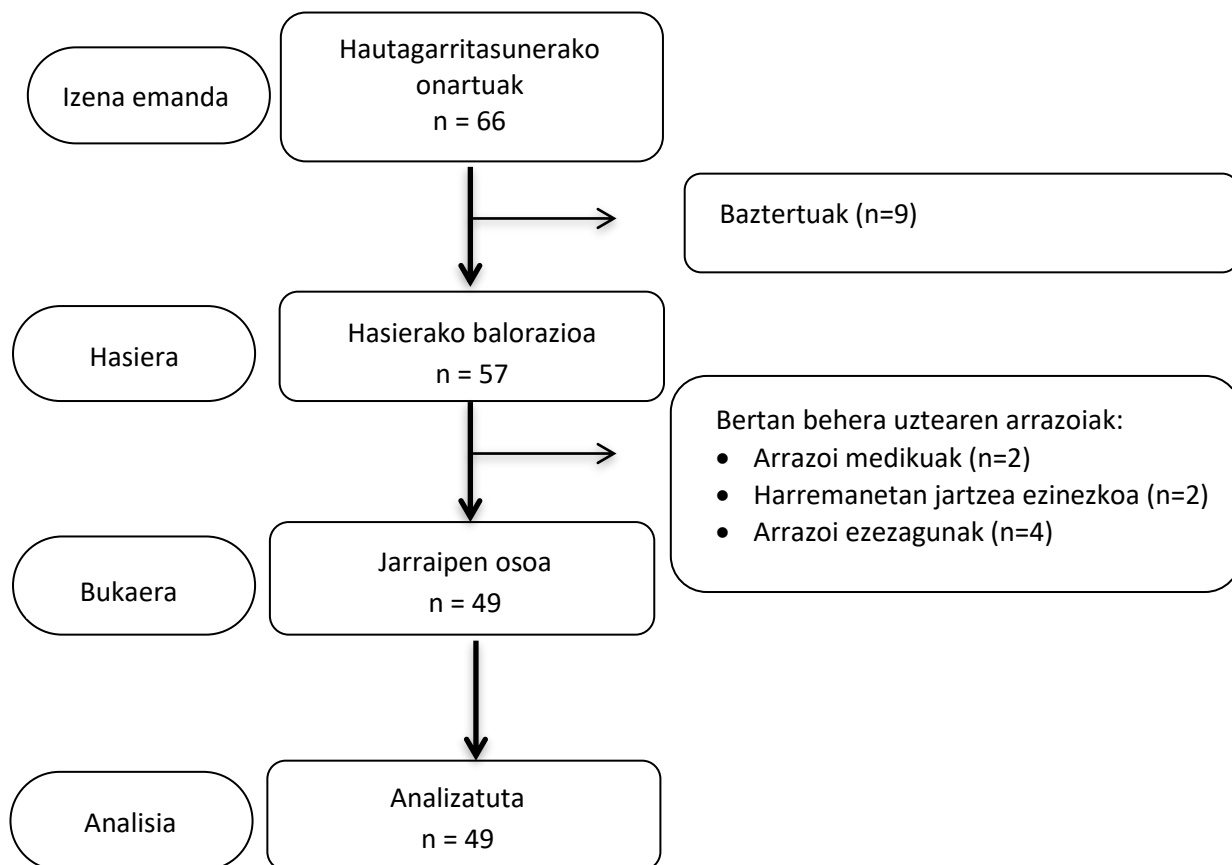 Izena emanda
Hautagarritasunerako
onartuak
n = 66
Baztertuak (n=9)
Hasiera
Hasierako balorazioa
n = 57
Bertan behera uztearen arrazoiak:
• Arrazoi medikuak (n=2)
• Harremanetan jartzea ezinezkoa (n=2)
• Arrazoi ezezagunak (n=4)
Bukaera
Jarraipen osoa
n = 49
Analisia
Analizatuta
n = 49